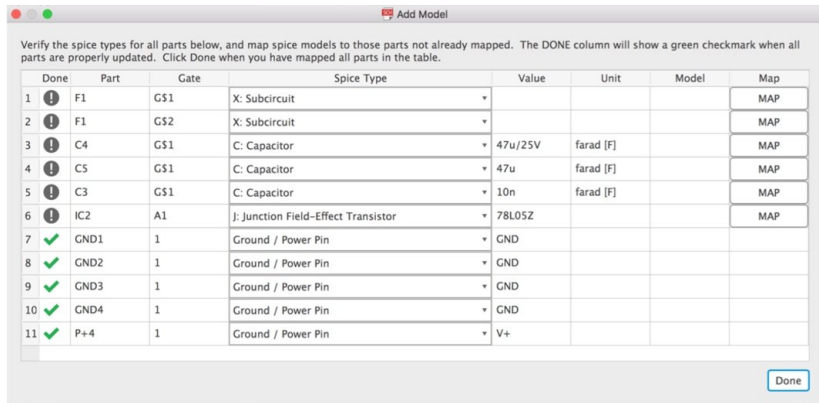 Add Model
Verify the spice types for all parts below, and map spice models to those parts not already mapped. The DONE column will show a green checkmark when all
parts are properly updated. Click Done when you have mapped all parts in the table.
Done Part Gate Spice Type Value Unit Model Map
1 F1 G$1 X: Subcircuit MAP
2 F1 G$2 X: Subcircuit MAP
3 C4 G$1 C: Capacitor 47u/25V farad [F] MAP
4 C5 G$1 C: Capacitor 47u farad [F] MAP
5 C3 G$1 C: Capacitor 10n farad [F] MAP
6 IC2 A1 J: Junction Field-Effect Transistor 78L05Z MAP
7 GND1 1 Ground / Power Pin GND
8 GND2 1 Ground / Power Pin GND
9 GND3 1 Ground / Power Pin GND
10 GND4 1 Ground / Power Pin GND
11 P+4 1 Ground / Power Pin V+
Done